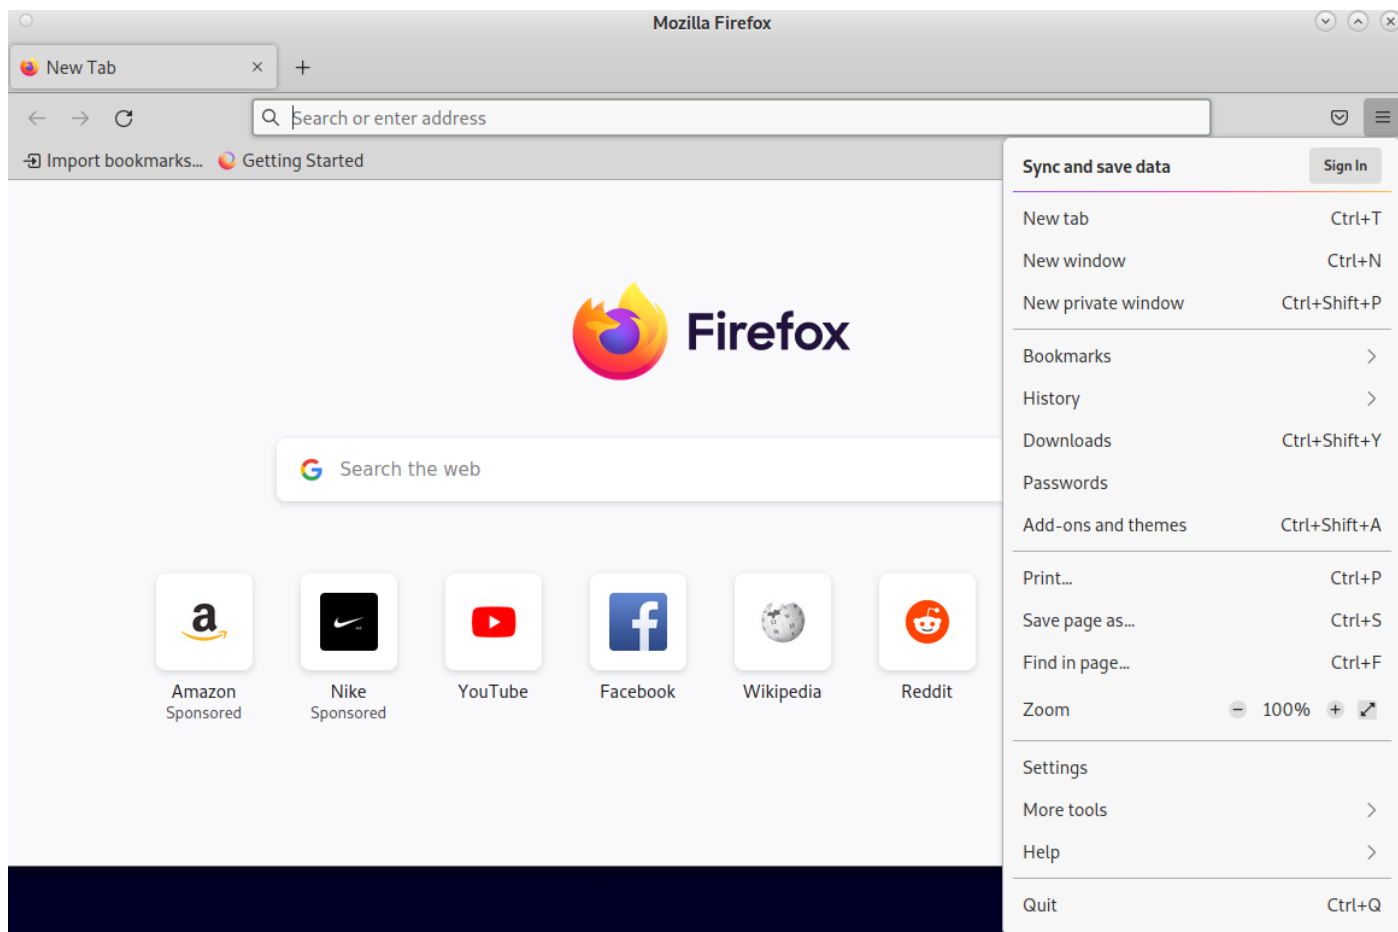 Mozilla Firefox
New Tab
Search or enter address
Import bookmarks... Getting Started
Firefox
Search the web
Amazon
Sponsored
Nike
Sponsored
YouTube
Facebook
Wikipedia
Reddit
Sync and save data Sign In
New tab Ctrl+T
New window Ctrl+N
New private window Ctrl+Shift+P
Bookmarks
History
Downloads Ctrl+Shift+Y
Passwords
Add-ons and themes Ctrl+Shift+A
Print... Ctrl+P
Save page as... Ctrl+S
Find in page... Ctrl+F
Zoom − 100% +
Settings
More tools
Help
Quit Ctrl+Q